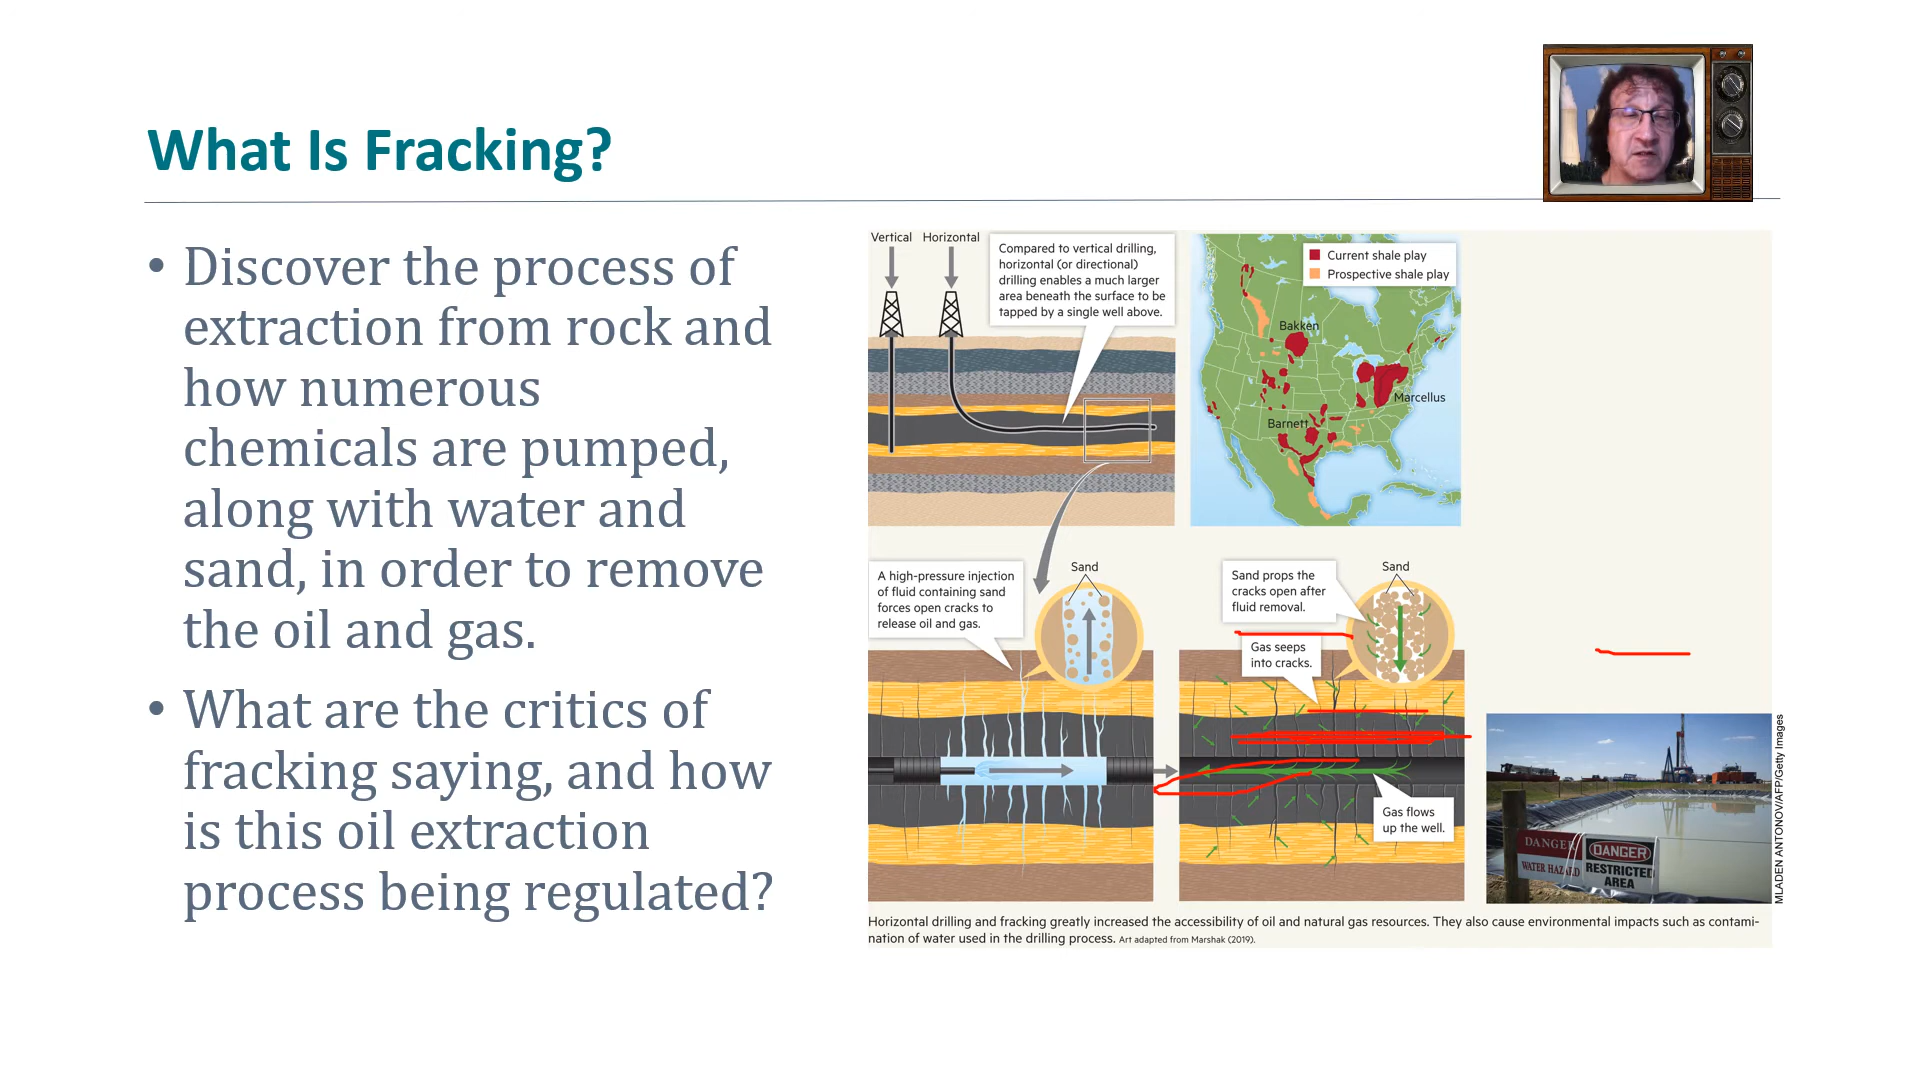 What Is Fracking?
• Discover the process of
extraction from rock and
how numerous
chemicals are pumped,
along with water and
sand, in order to remove
the oil and gas.
• What are the critics of
fracking saying, and how
is this oil extraction
process being regulated?
Vertical Horizontal
Compared to vertical drilling,
horizontal (or directional)
drilling enables a much larger
area beneath the surface to be
tapped by a single well above.
Current shale play
Prospective shale play
Bakken
Marcellus
Barnett
A high-pressure injection
of fluid containing sand
forces open cracks to
release oil and gas.
Sand
Sand props the
cracks open after
fluid removal.
Sand
Gas seeps
into cracks.
Gas flows
up the well.
DANGER
WATER HAZARD
DANGER
RESTRICTED
AREA
MLADEN ANTONOV/AFP/Getty Images
Horizontal drilling and fracking greatly increased the accessibility of oil and natural gas resources. They also cause environmental impacts such as contami-
nation of water used in the drilling process. Art adapted from Marshak (2019).